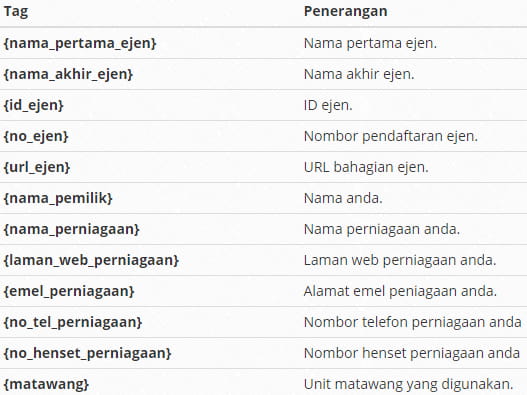 Tag Penerangan
{nama_pertama_ejen} Nama pertama ejen.
{nama_akhir_ejen} Nama akhir ejen.
{id_ejen} ID ejen.
{no_ejen} Nombor pendaftaran ejen.
{url_ejen} URL bahagian ejen.
{nama_pemilik} Nama anda.
{nama_perniagaan} Nama perniagaan anda.
{laman_web_perniagaan} Laman web perniagaan anda.
{emel_perniagaan} Alamat emel peniagaan anda.
{no_tel_perniagaan} Nombor telefon perniagaan anda
{no_henset_perniagaan} Nombor henset perniagaan anda
{matawang} Unit matawang yang digunakan.